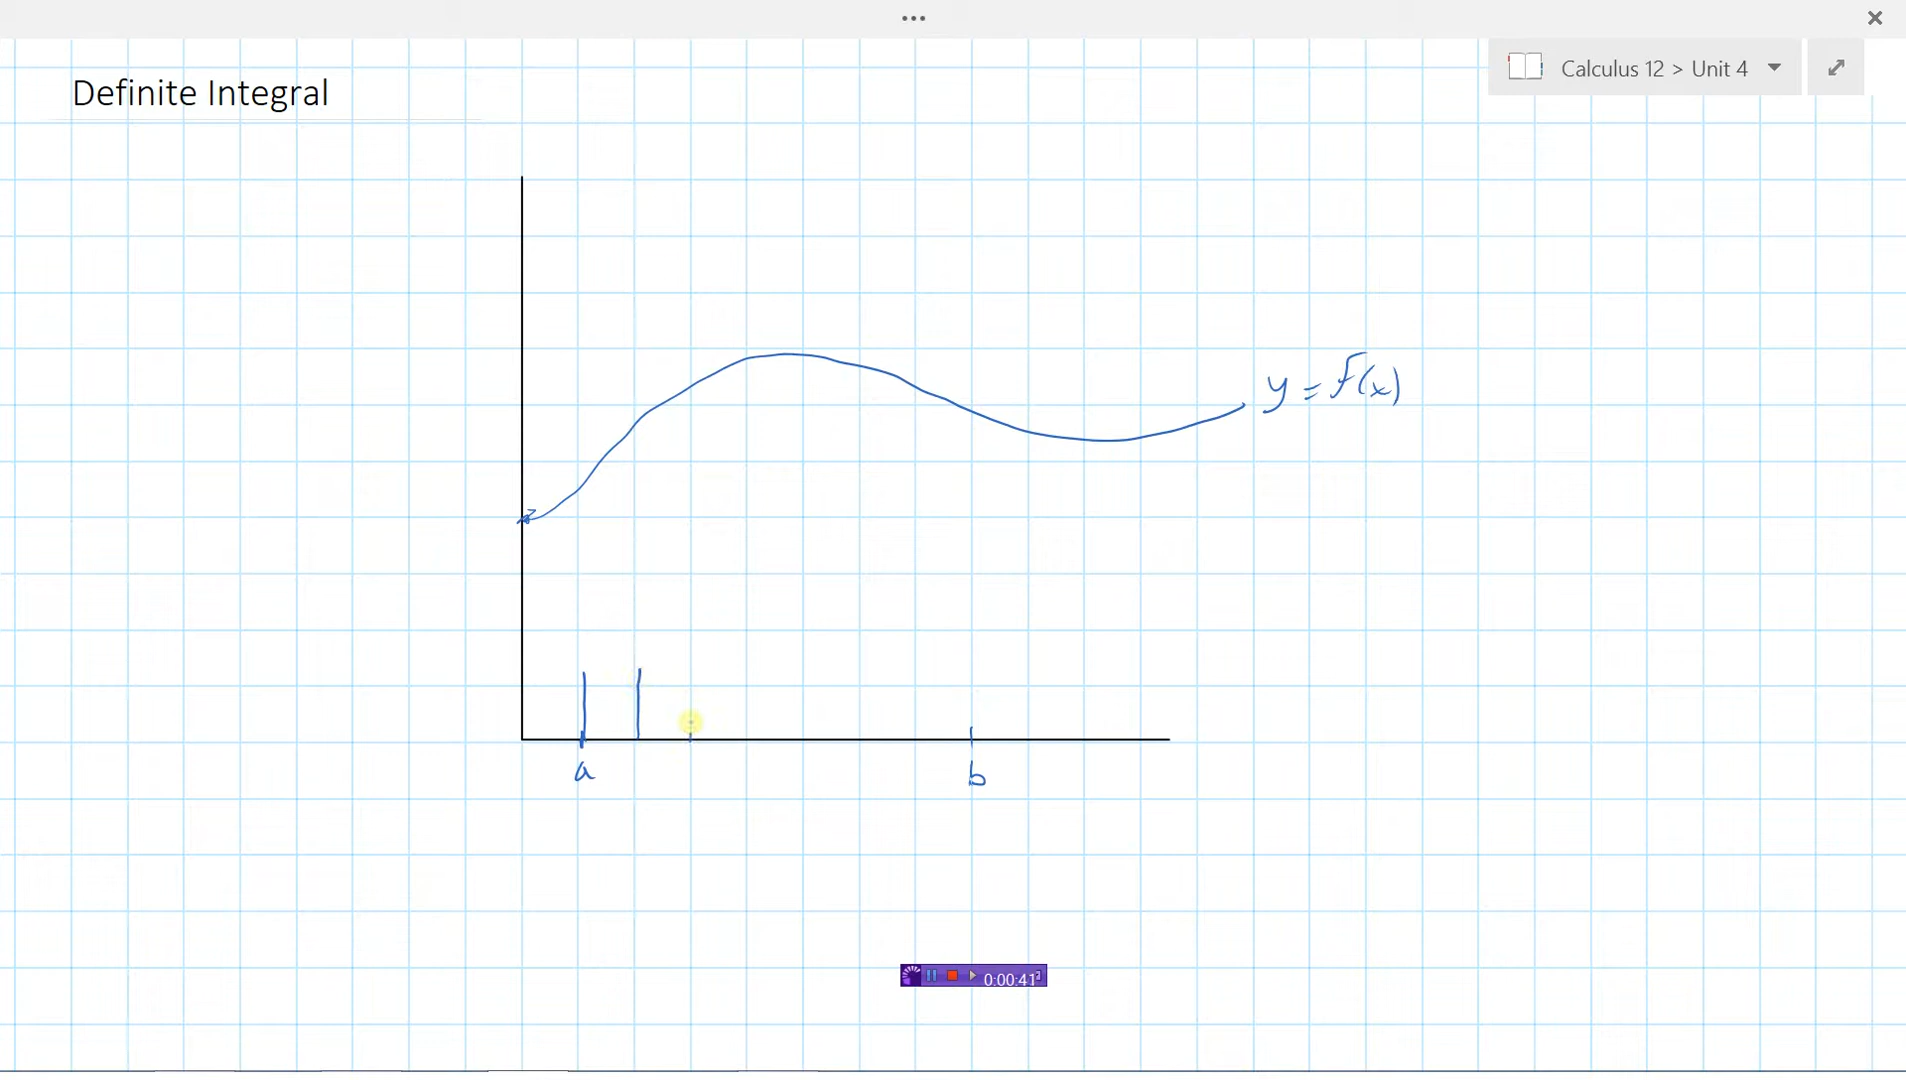 Definite Integral
Calculus 12 > Unit 4
y = f(x)
a
b
0:00:41